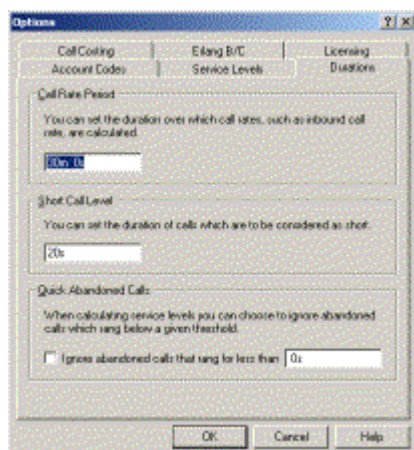 Options
Call Costing
Erlang B/C
Licensing
Account Codes
Service Levels
Durations
Call Rate Period
You can set the duration over which call rates, such as inbound call
rate, are calculated.
30m 0s
Short Call Level
You can set the duration of calls which are to be considered as short.
20s
Quick Abandoned Calls
When calculating service levels you can choose to ignore abandoned
calls which rang below a given threshold.
Ignore abandoned calls that rang for less than 0s
OK
Cancel
Help